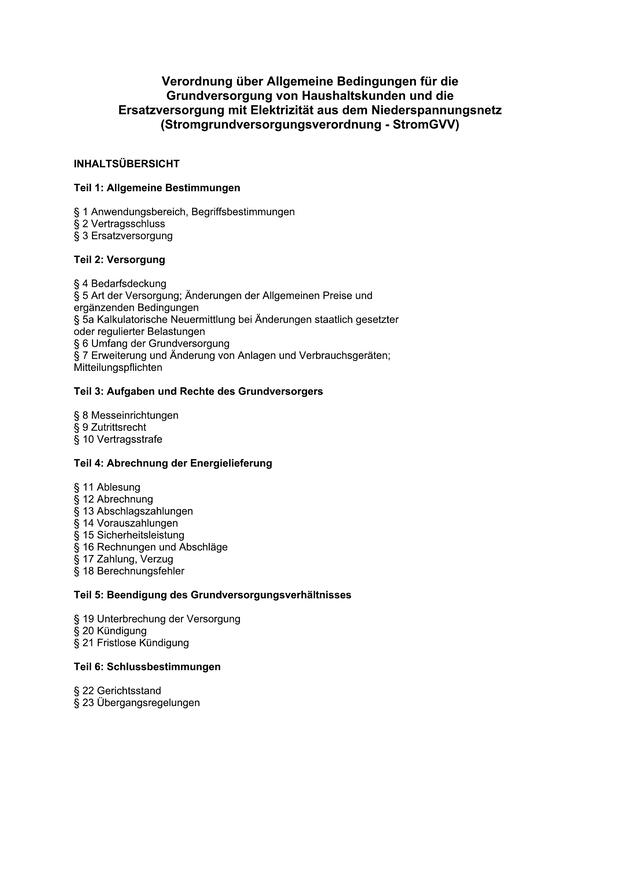 Verordnung über Allgemeine Bedingungen für die
Grundversorgung von Haushaltskunden und die
Ersatzversorgung mit Elektrizität aus dem Niederspannungsnetz
(Stromgrundversorgungsverordnung - StromGVV)
INHALTSÜBERSICHT
Teil 1: Allgemeine Bestimmungen
§ 1 Anwendungsbereich, Begriffsbestimmungen
§ 2 Vertragsschluss
§ 3 Ersatzversorgung
Teil 2: Versorgung
§ 4 Bedarfsdeckung
§ 5 Art der Versorgung; Änderungen der Allgemeinen Preise und
ergänzenden Bedingungen
§ 5a Kalkulatorische Neuermittlung bei Änderungen staatlich gesetzter
oder regulierter Belastungen
§ 6 Umfang der Grundversorgung
§ 7 Erweiterung und Änderung von Anlagen und Verbrauchsgeräten;
Mitteilungspflichten
Teil 3: Aufgaben und Rechte des Grundversorgers
§ 8 Messeinrichtungen
§ 9 Zutrittsrecht
§ 10 Vertragsstrafe
Teil 4: Abrechnung der Energielieferung
§ 11 Ablesung
§ 12 Abrechnung
§ 13 Abschlagszahlungen
§ 14 Vorauszahlungen
§ 15 Sicherheitsleistung
§ 16 Rechnungen und Abschläge
§ 17 Zahlung, Verzug
§ 18 Berechnungsfehler
Teil 5: Beendigung des Grundversorgungsverhältnisses
§ 19 Unterbrechung der Versorgung
§ 20 Kündigung
§ 21 Fristlose Kündigung
Teil 6: Schlussbestimmungen
§ 22 Gerichtsstand
§ 23 Übergangsregelungen